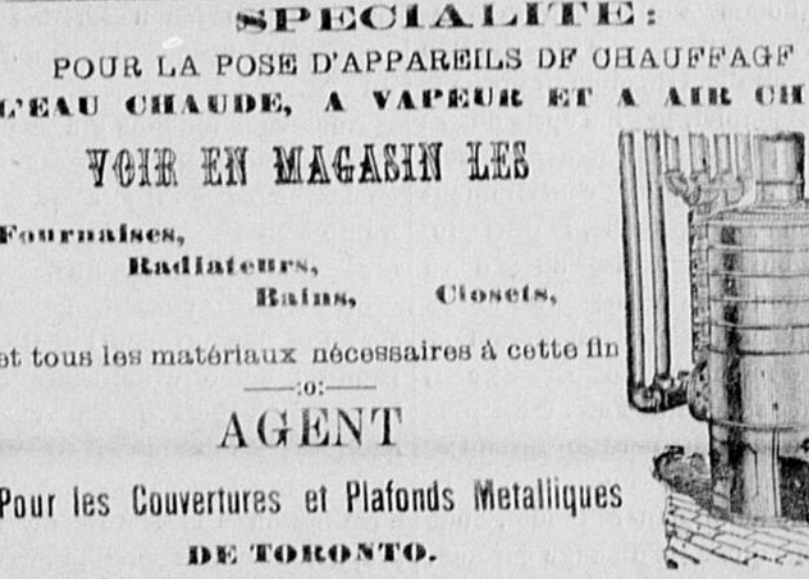 SPECIALITE:
POUR LA POSE D'APPAREILS DE CHAUFFAGE
L'EAU CHAUDE, A VAPEUR ET A AIR CH
VOIR EN MAGASIN LES
Fournaises,
Radiateurs,
Bains, Closets,
et tous les matériaux nécessaires à cette fin
:o:
AGENT
Pour les Couvertures et Plafonds Metalliques
DE TORONTO.